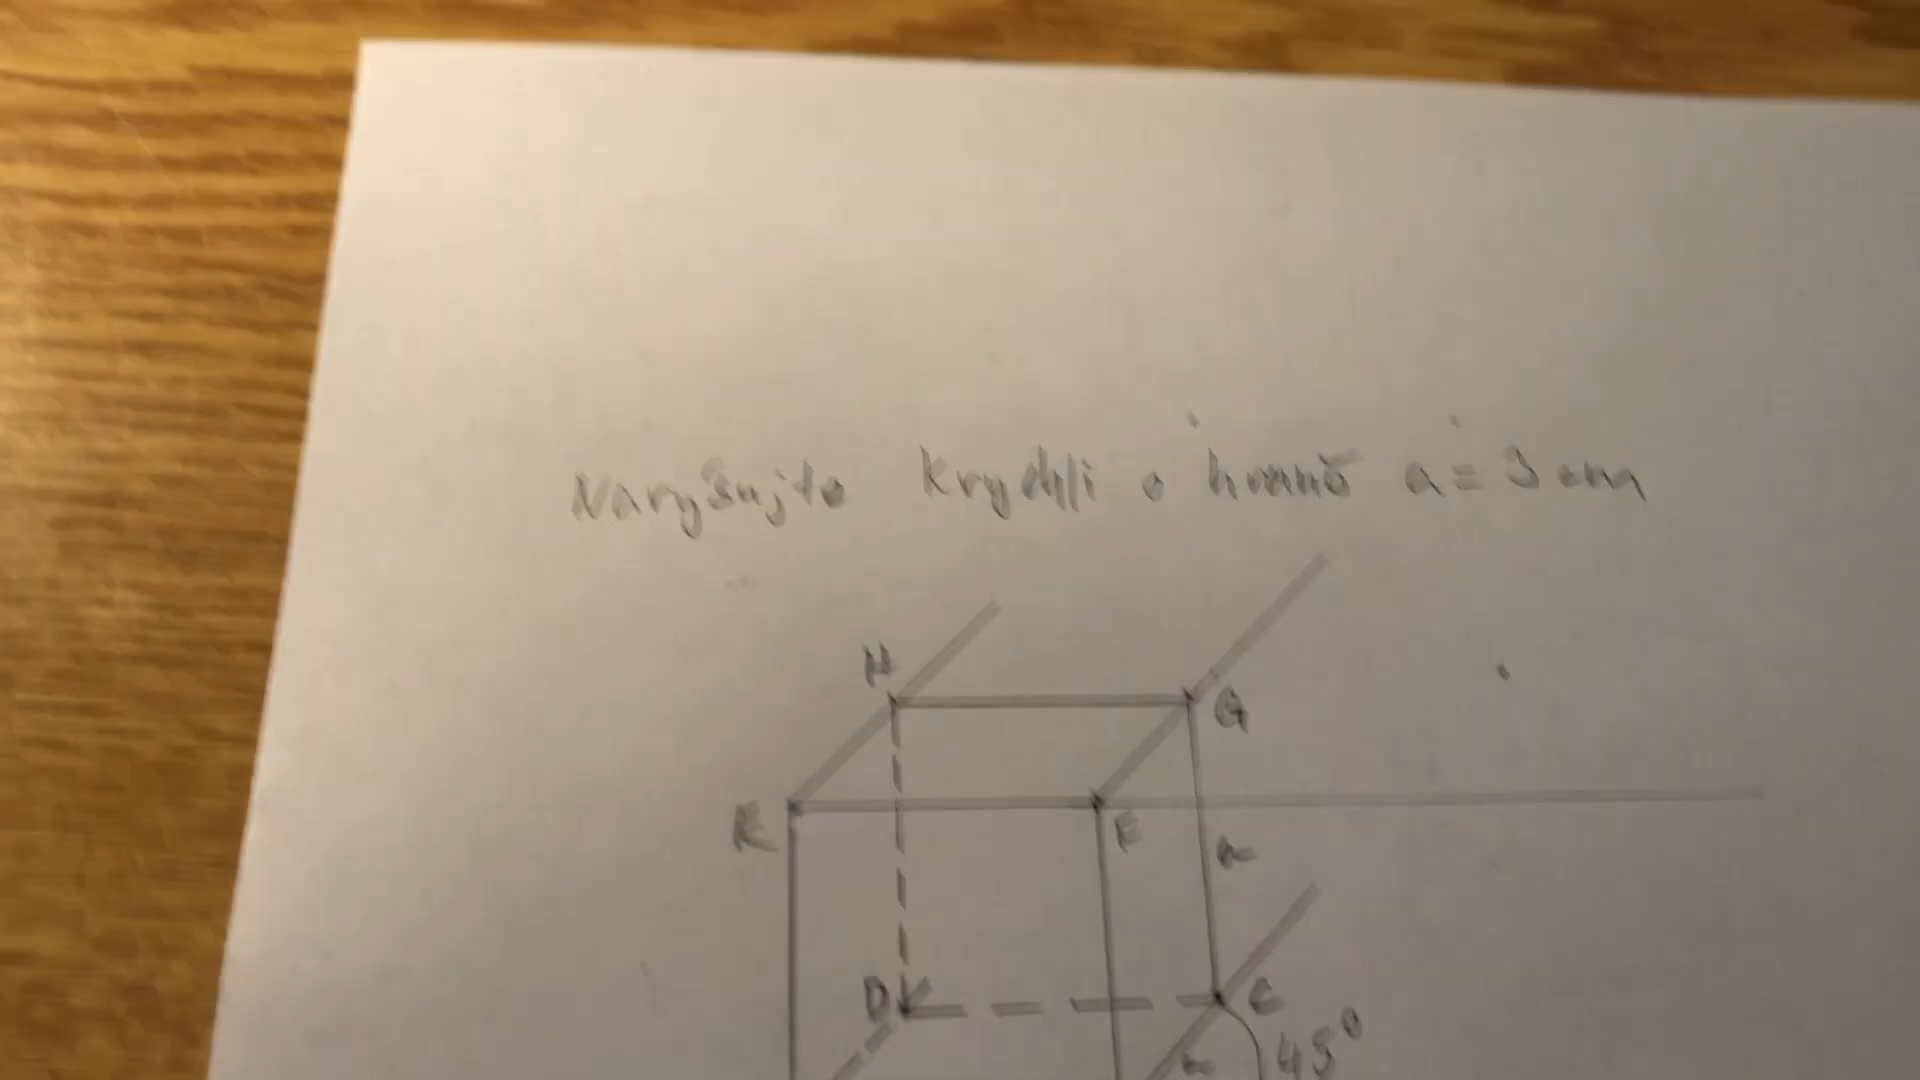 Narýsujte Krychli o hraně a = 3 cm
H
G
E
F
a
D
C
45°